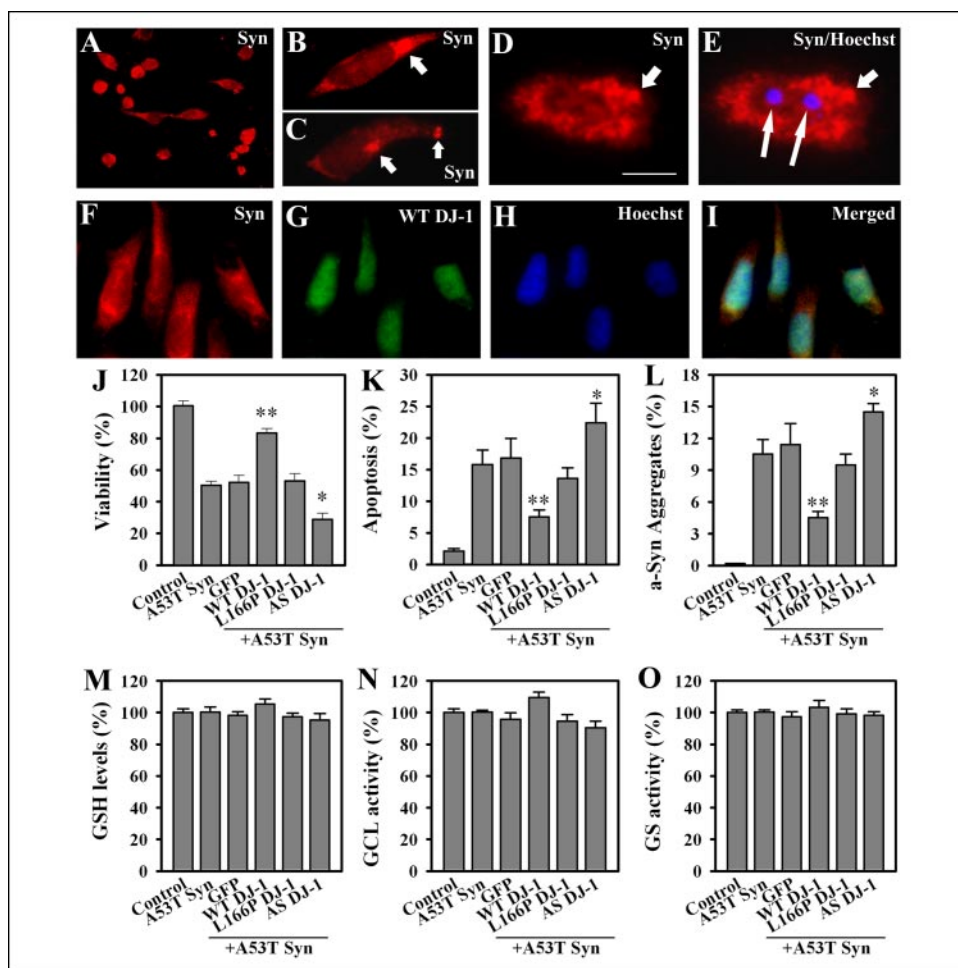 A Syn
B Syn
C Syn
D Syn
E Syn/Hoechst
F Syn
G WT DJ-1
H Hoechst
I Merged
J
Viability (%)
120
100
80
60
40
20
0
**
*
Control
A53T Syn
GFP
WT DJ-1
L166P DJ-1
AS DJ-1
+A53T Syn
K
Apoptosis (%)
30
25
20
15
10
5
0
**
*
Control
A53T Syn
GFP
WT DJ-1
L166P DJ-1
AS DJ-1
+A53T Syn
L
a-Syn Aggregates (%)
18
15
12
9
6
3
0
**
*
Control
A53T Syn
GFP
WT DJ-1
L166P DJ-1
AS DJ-1
+A53T Syn
M
GSH levels (%)
120
100
80
60
40
20
0
Control
A53T Syn
GFP
WT DJ-1
L166P DJ-1
AS DJ-1
+A53T Syn
N
GCL activity (%)
120
100
80
60
40
20
0
Control
A53T Syn
GFP
WT DJ-1
L166P DJ-1
AS DJ-1
+A53T Syn
O
GS activity (%)
120
100
80
60
40
20
0
Control
A53T Syn
GFP
WT DJ-1
L166P DJ-1
AS DJ-1
+A53T Syn